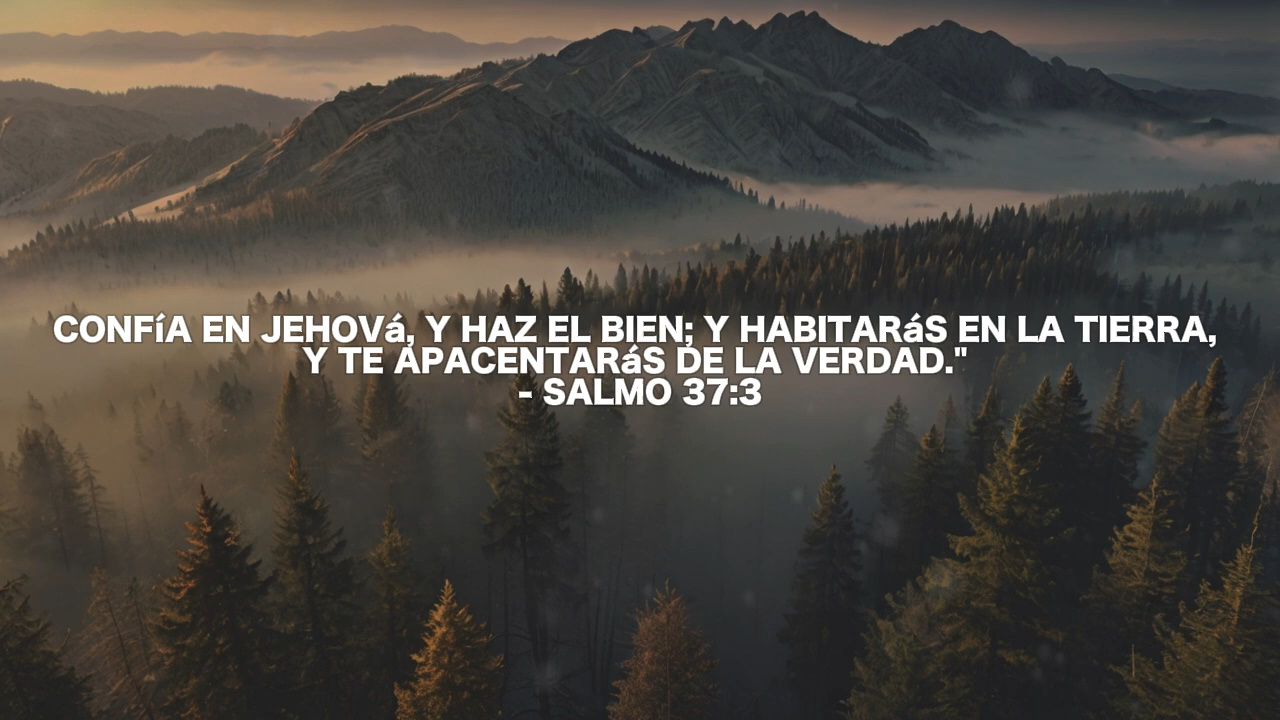 CONFíA EN JEHOVá, Y HAZ EL BIEN; Y HABITARáS EN LA TIERRA,
Y TE APACENTARáS DE LA VERDAD."
- SALMO 37:3